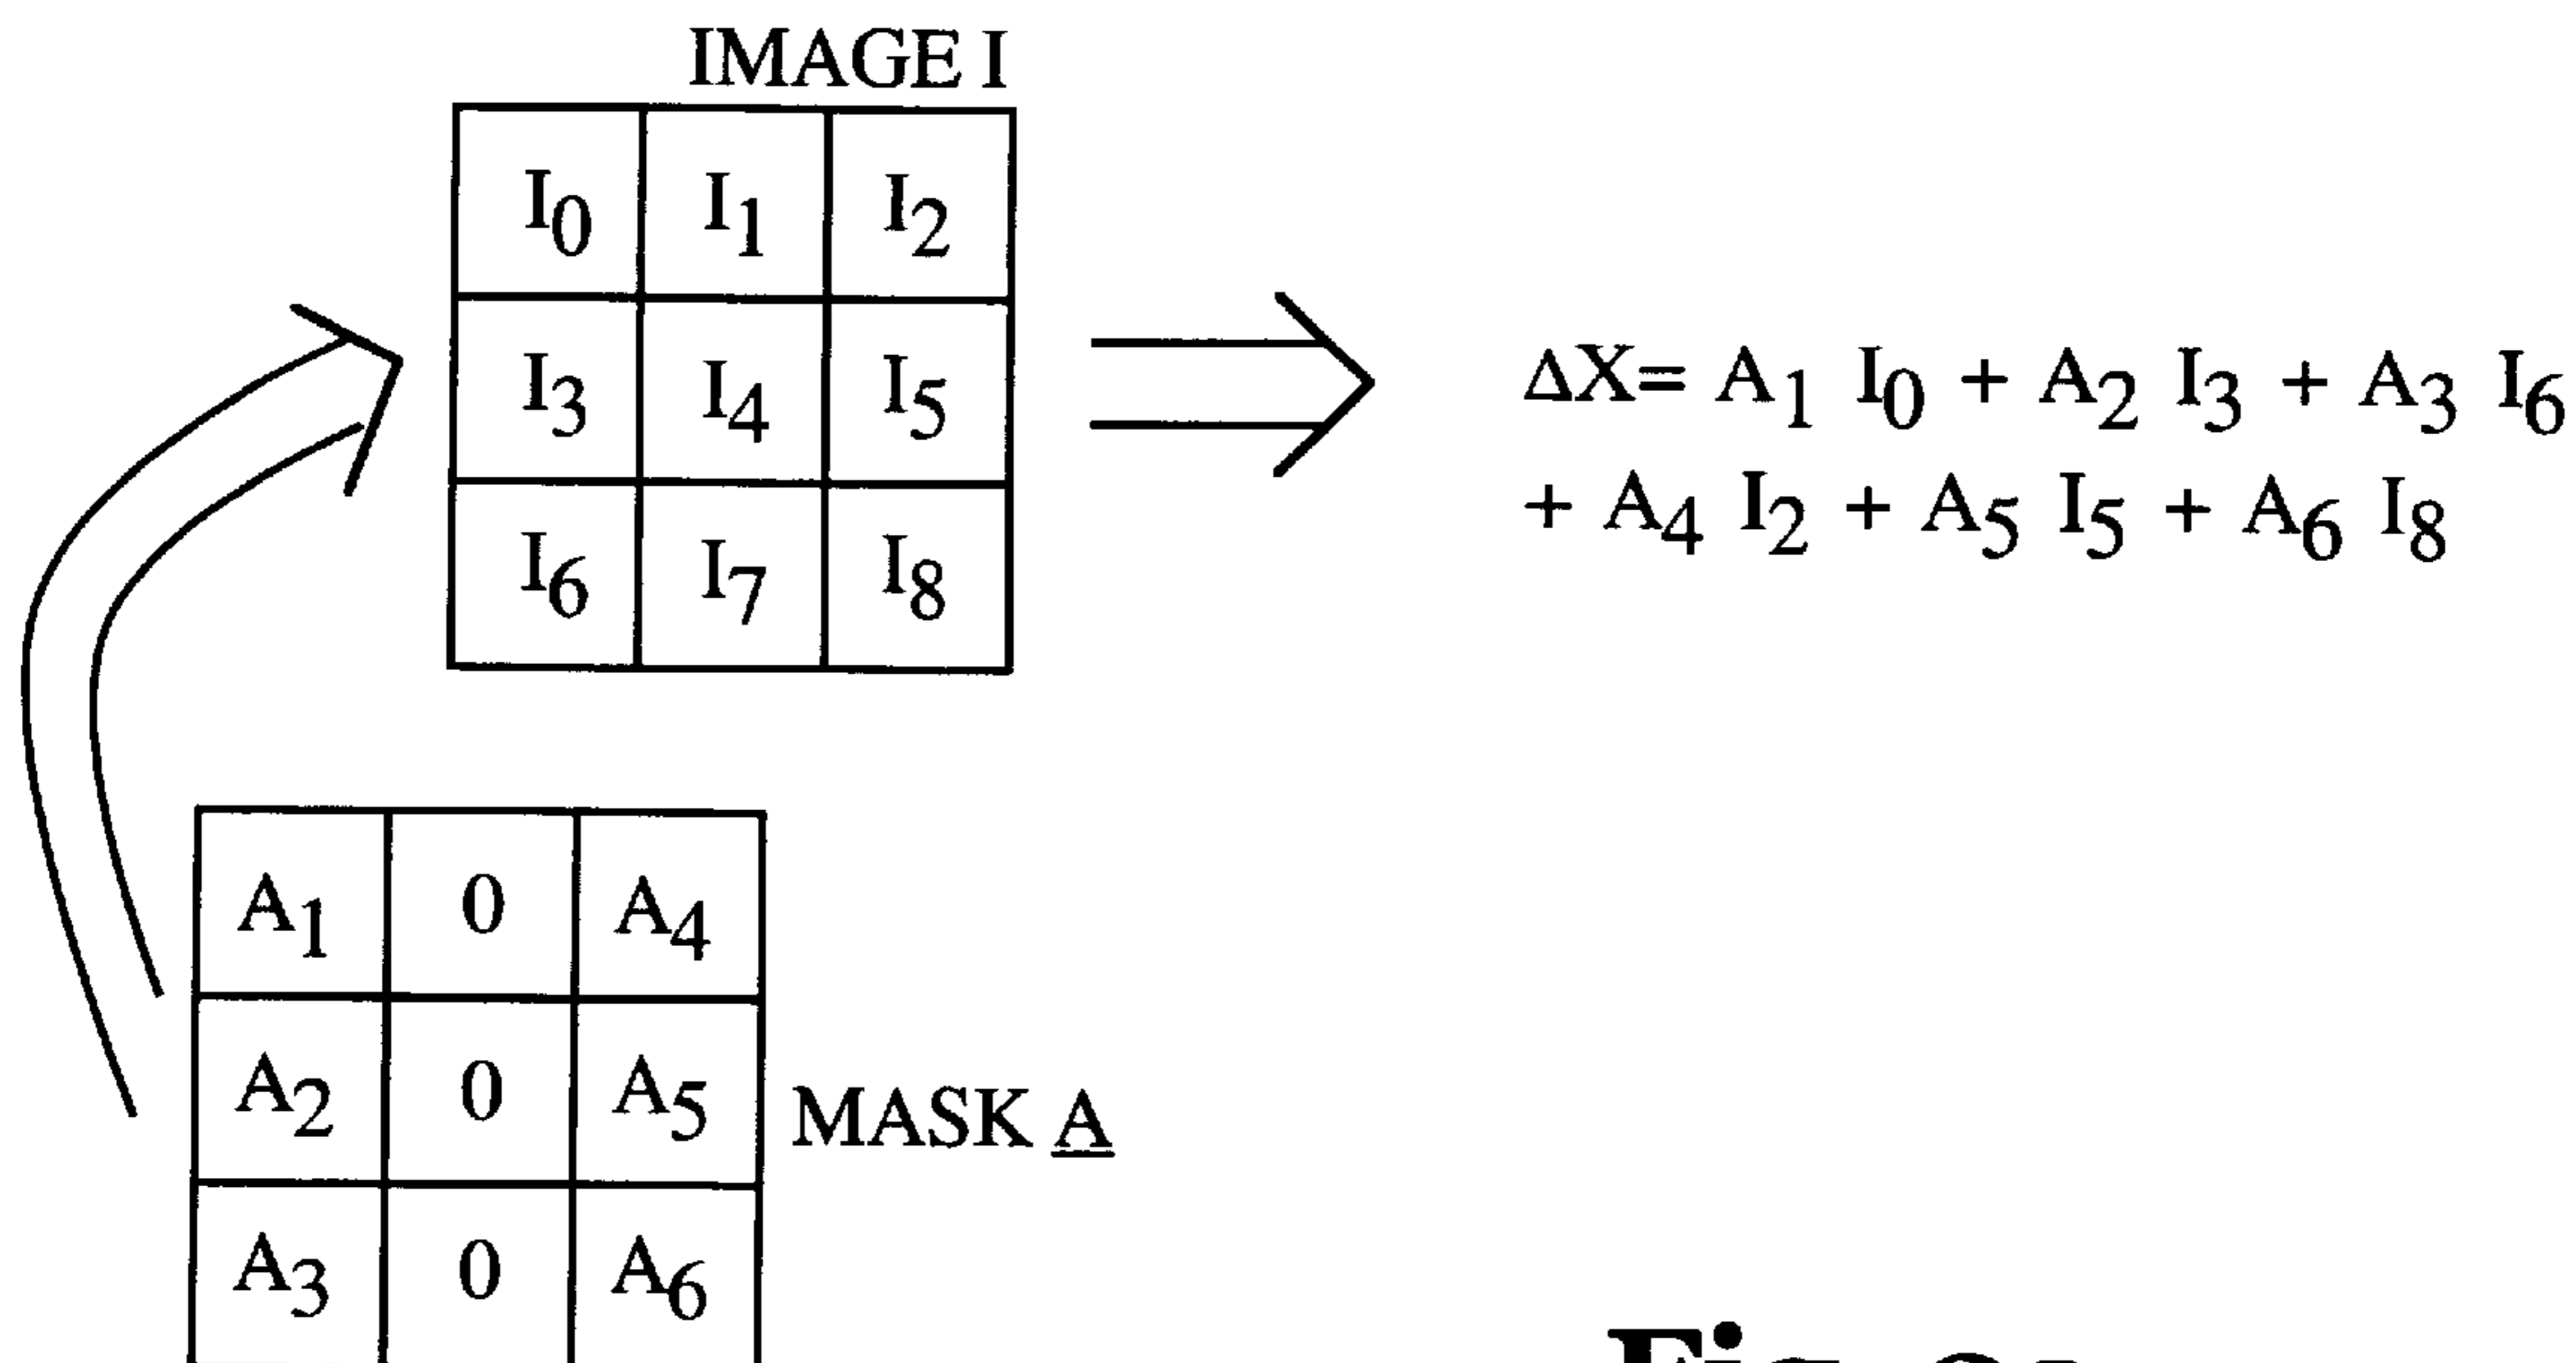 IMAGE I
I0 I1 I2
I3 I4 I5
I6 I7 I8
ΔX= A1 I0 + A2 I3 + A3 I6
+ A4 I2 + A5 I5 + A6 I8
A1 0 A4
A2 0 A5
MASK A
A3 0 A6